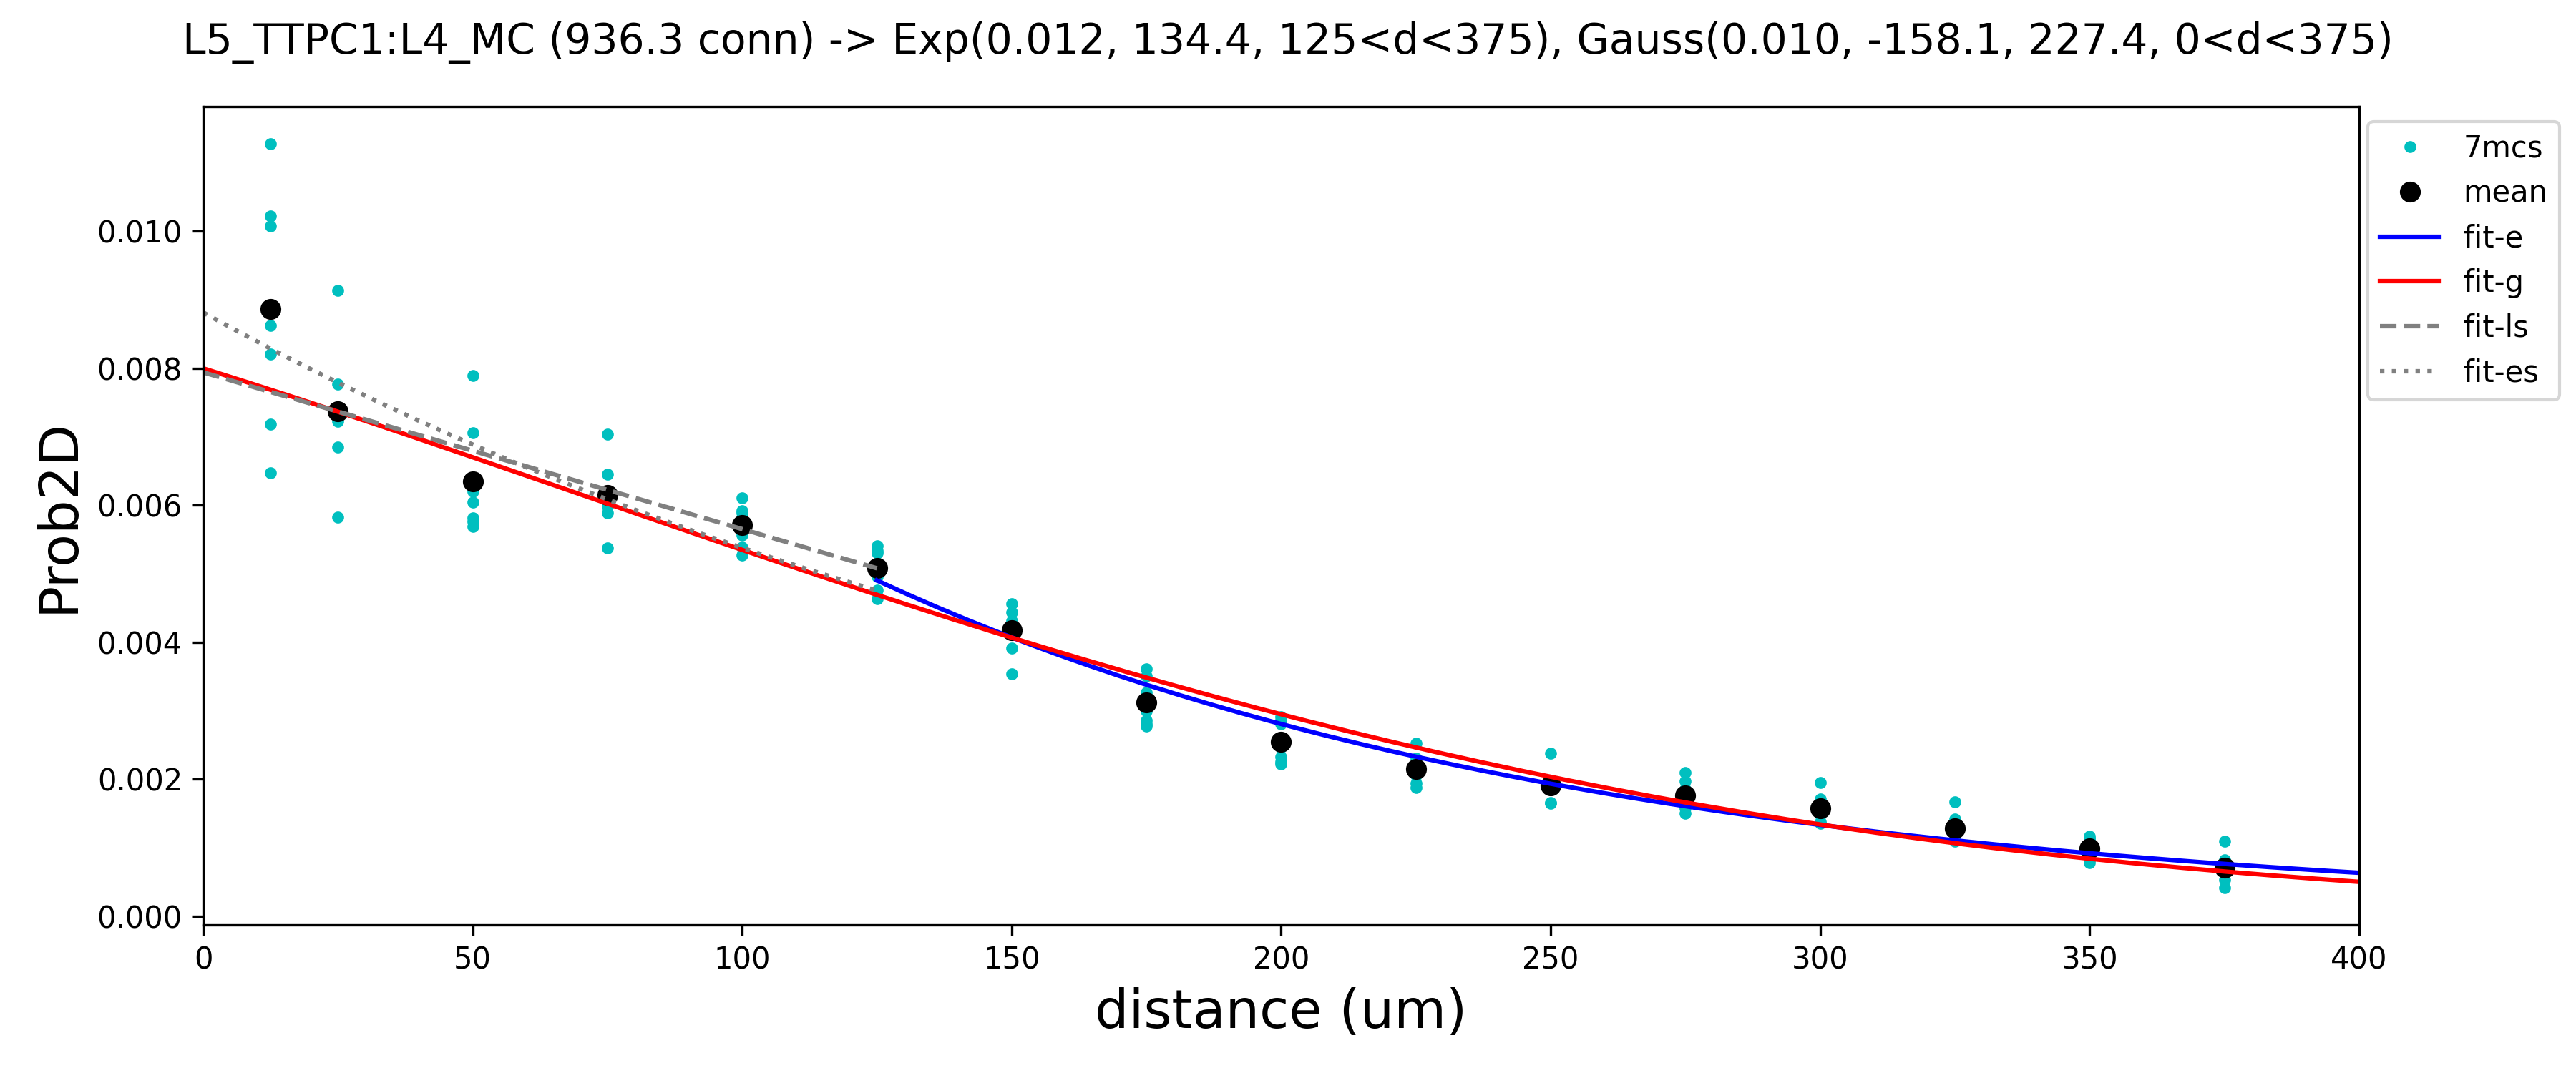 L5_TTPC1:L4_MC (936.3 conn) -> Exp(0.012, 134.4, 125<d<375), Gauss(0.010, -158.1, 227.4, 0<d<375)
7mcs
mean
fit-e
fit-g
fit-ls
fit-es
Prob2D
0.010
0.008
0.006
0.004
0.002
0.000
0 50 100 150 200 250 300 350 400
distance (um)